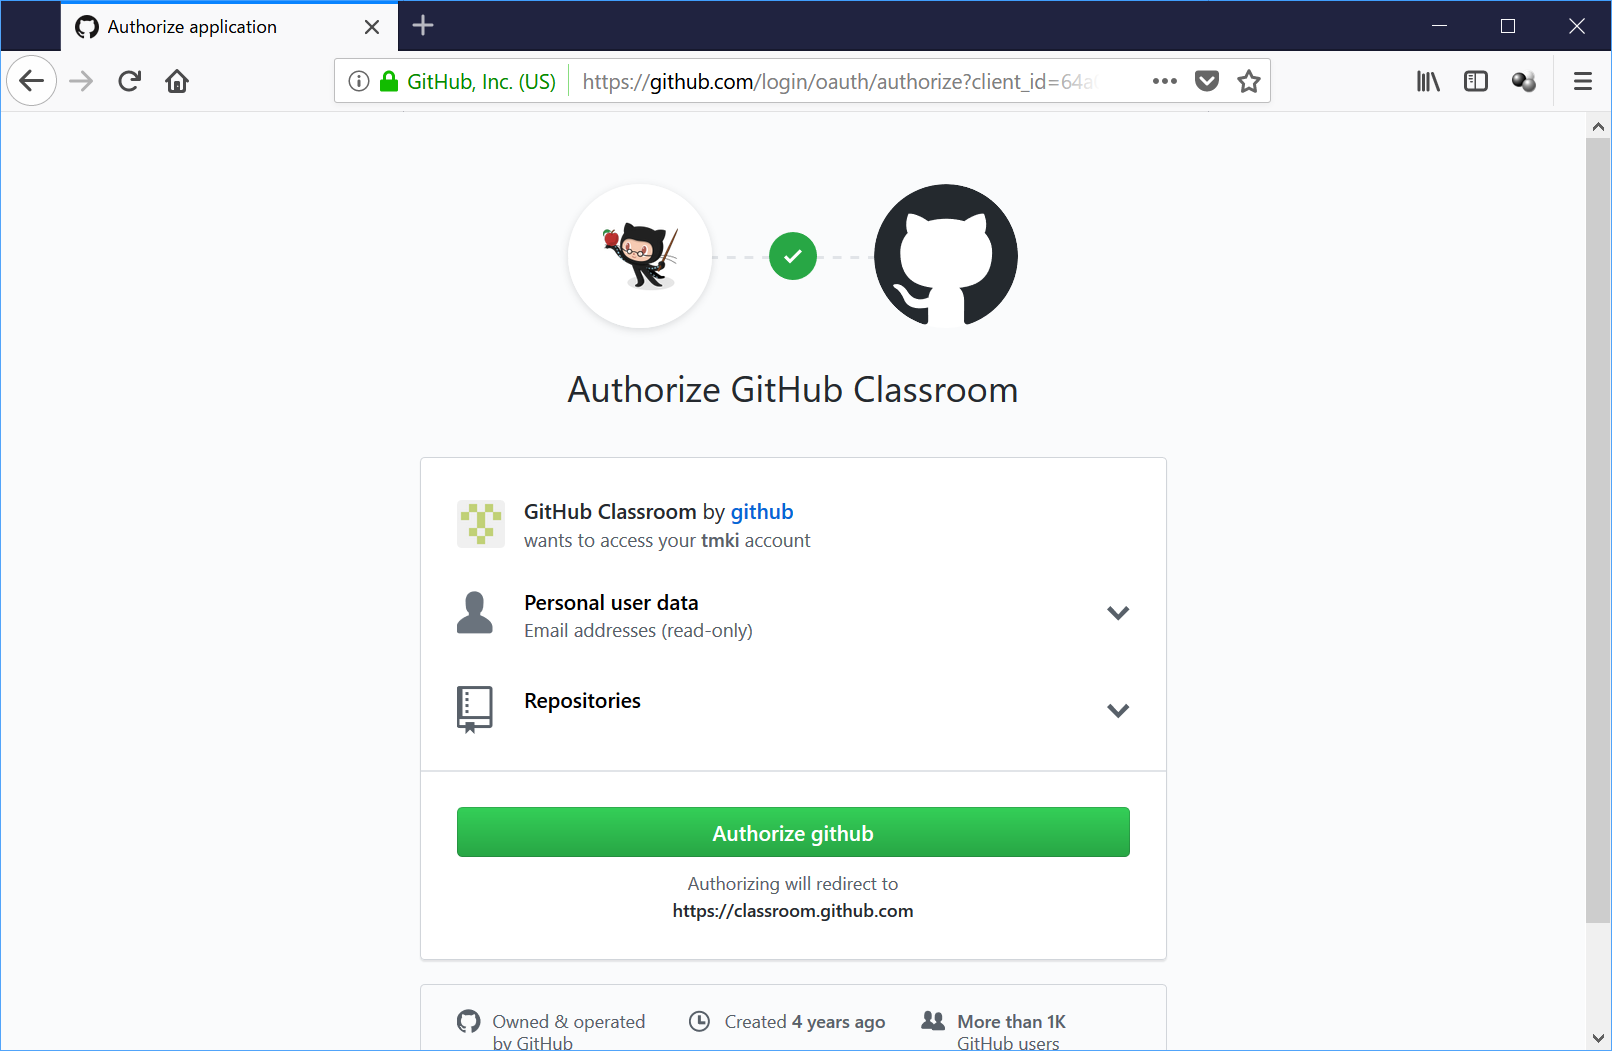 Authorize application
GitHub, Inc. (US) https://github.com/login/oauth/authorize?client_id=64a
Authorize GitHub Classroom
GitHub Classroom by github
wants to access your tmki account
Personal user data
Email addresses (read-only)
Repositories
Authorize github
Authorizing will redirect to
https://classroom.github.com
Owned & operated
by GitHub
Created 4 years ago
More than 1K
GitHub users